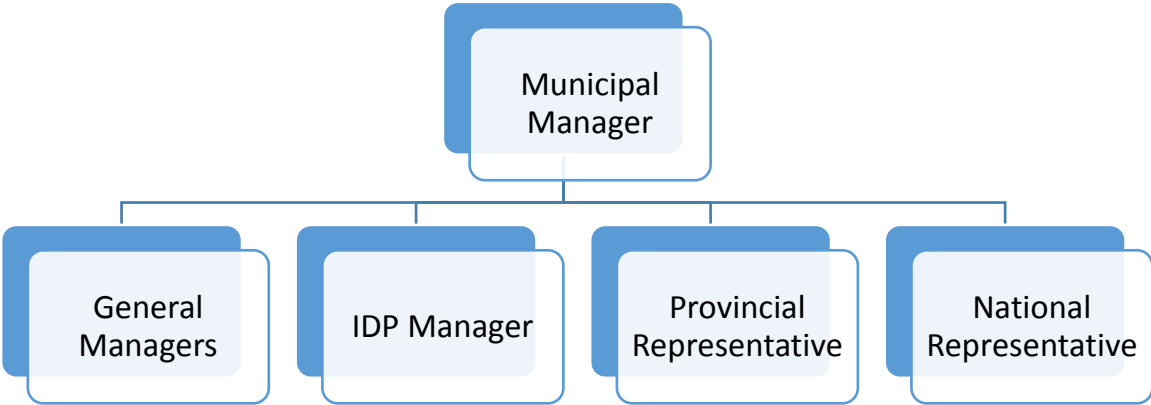 Municipal
Manager
General
Managers
IDP Manager
Provincial
Representative
National
Representative